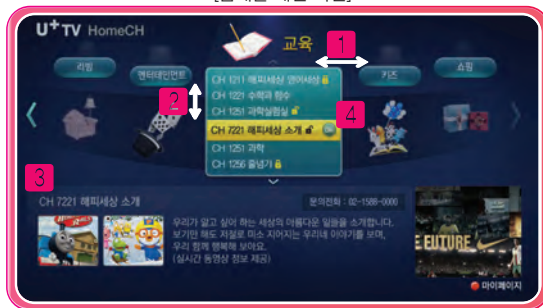 U+TV HomeCH
교육
1
리빙
엔터테인먼트
키즈
쇼핑
CH 1211 해피세상 영어세상
CH 1221 수학과 함수
2
CH 1251 과학실험실
4
CH 7221 해피세상 소개
CH 1251 과학
CH 1256 줄넘기
3
CH 7221 해피세상 소개
문의전화 : 02-1588-0000
우리가 알고 싶어 하는 세상의 아름다운 일들을 소개합니다.
보기만 해도 저절로 미소 지어지는 우리네 이야기를 보며,
우리 함께 행복해 보아요.
(실시간 동영상 정보 제공)
마이페이지